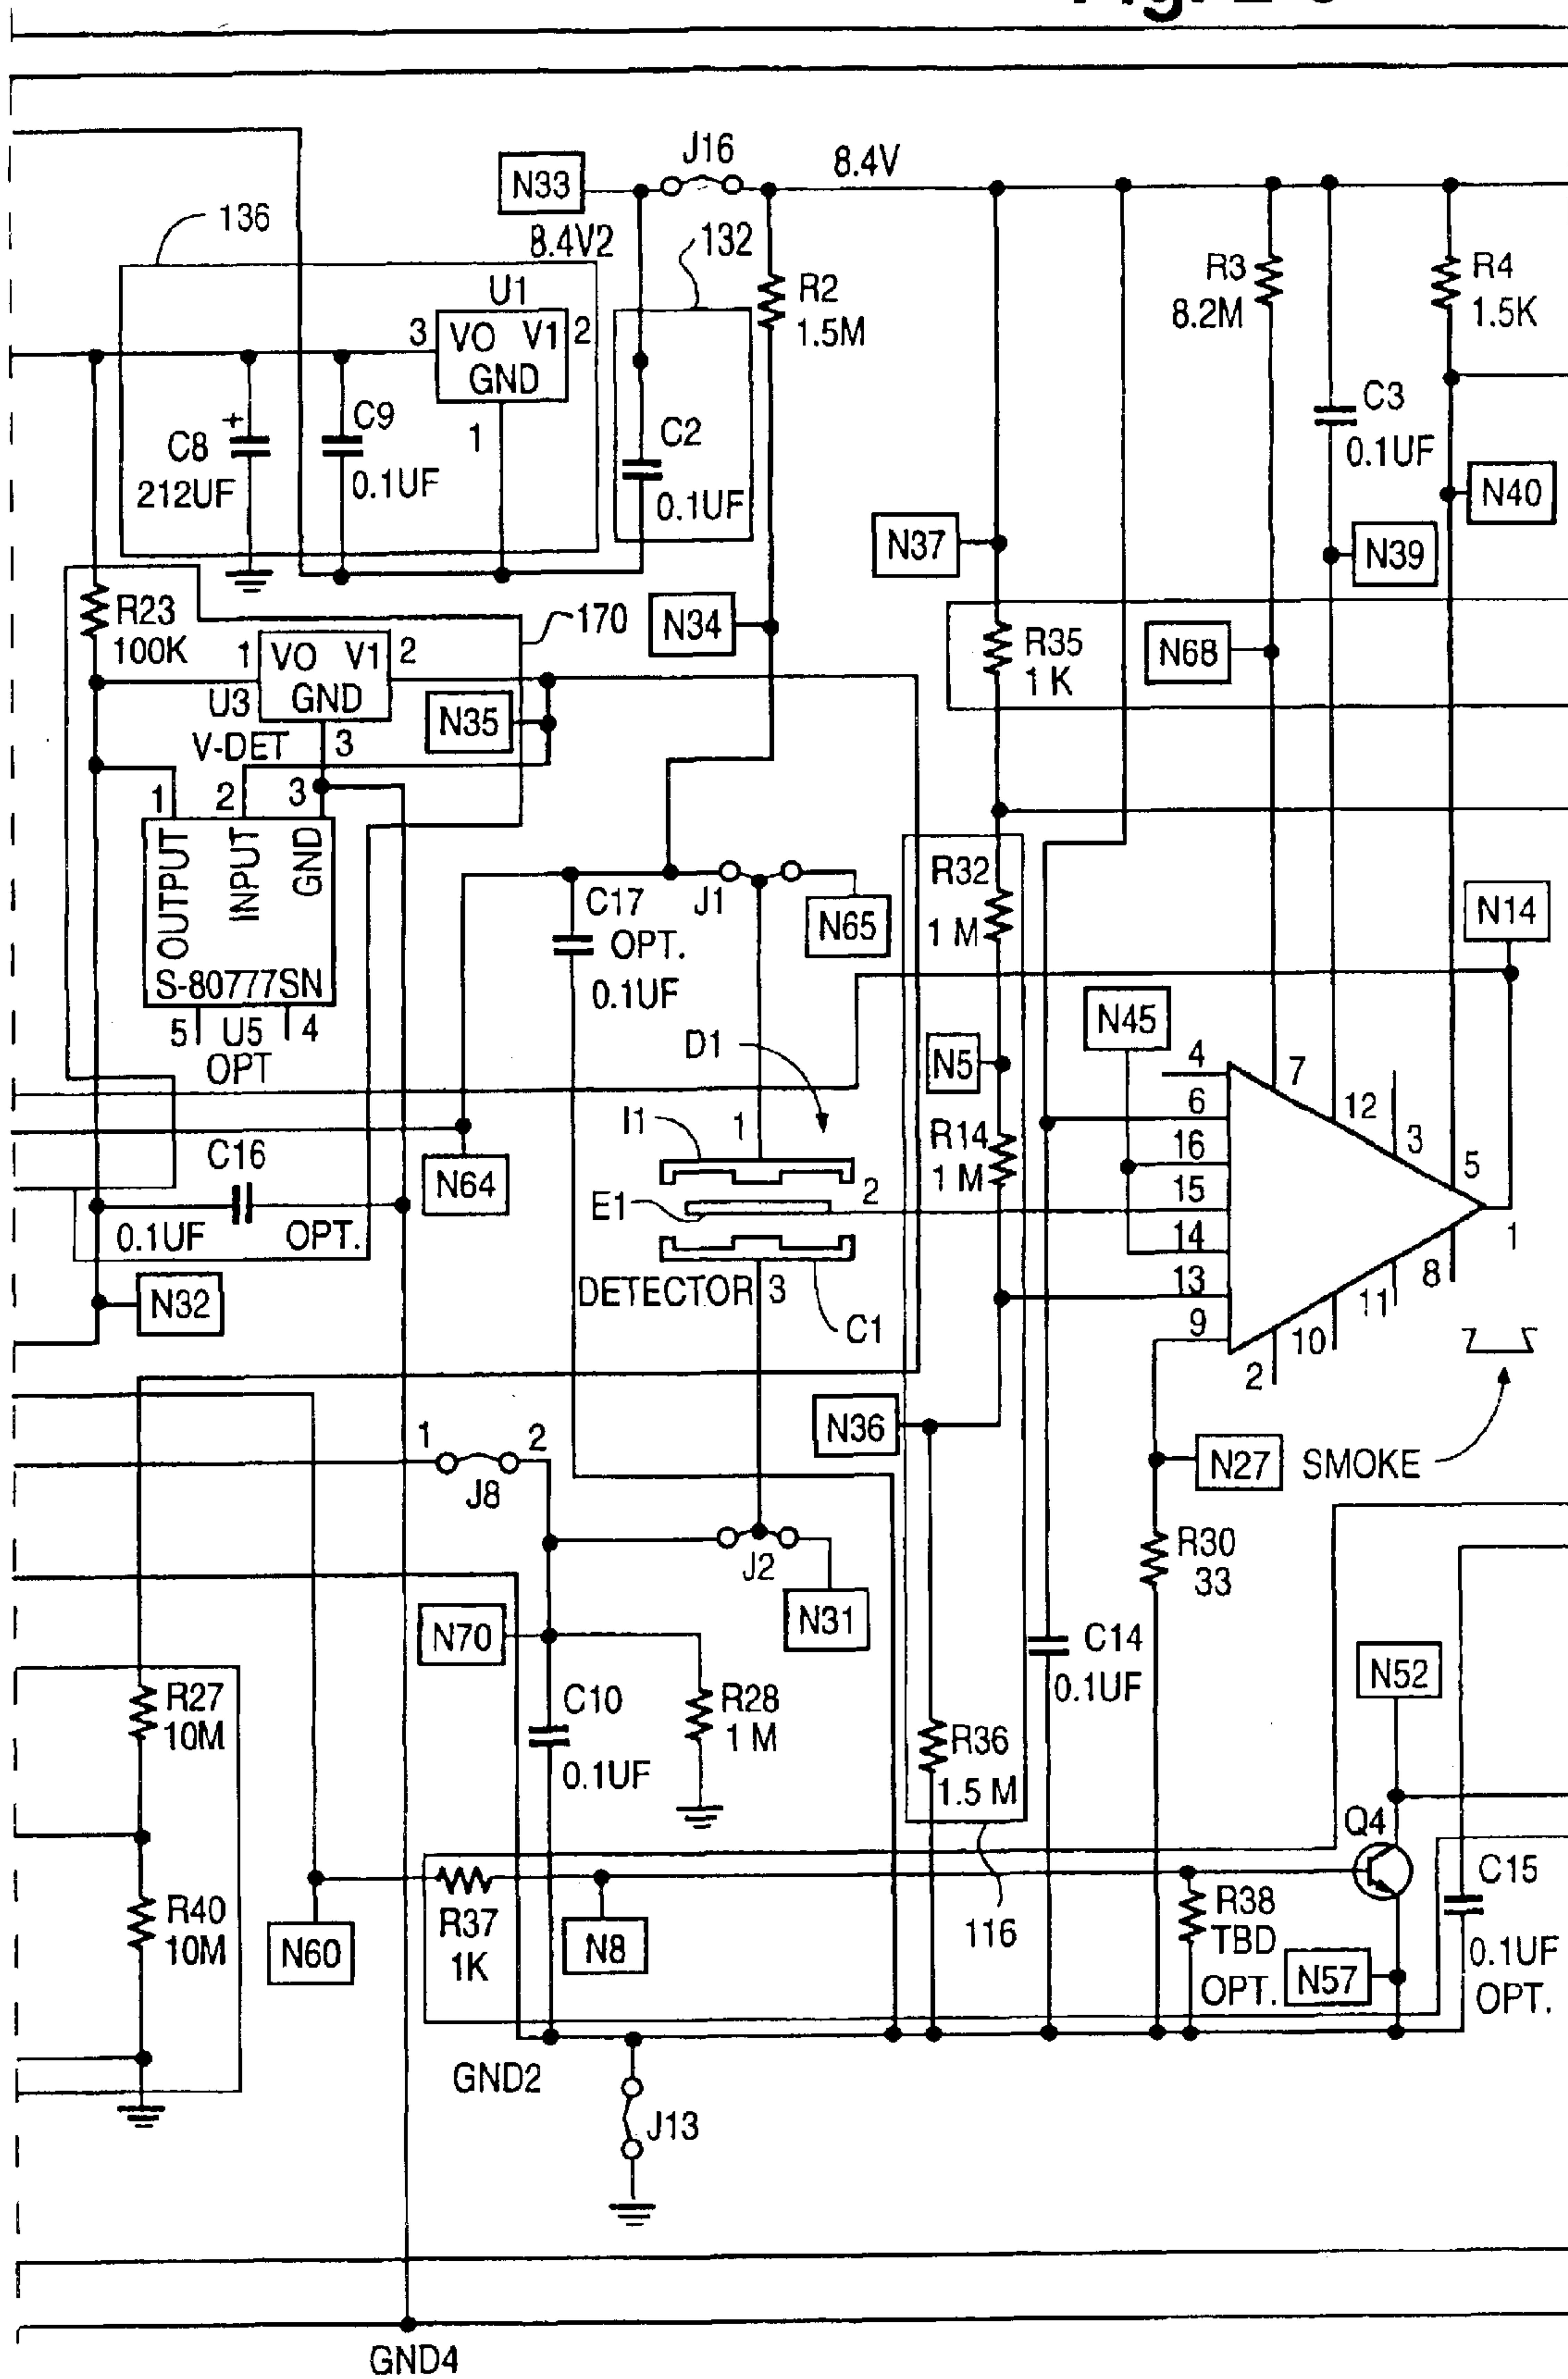 J16
8.4V
N33
136
8.4V2
132
U1
3 VO V1 2
GND
1
R2
1.5M
R3
8.2M
R4
1.5K
C8 +
212UF
C9
0.1UF
C2
0.1UF
C3
0.1UF
N40
N37
N39
R23
100K
170
N34
1 VO V1 2
U3 GND
V-DET 3
N35
R35
1 K
N68
1 2 3
OUTPUT
INPUT
GND
S-80777SN
5 U5 4
OPT
C17
OPT.
0.1UF
J1
N65
R32
1 M
N14
N45
D1
N5
4
7
6
12
3
16
5
15
14
13
9
1
8
11
10
2
I1
1
R14
1 M
2
C16
N64
E1
0.1UF OPT.
DETECTOR 3
C1
N32
N36
1 2
J8
N27
SMOKE
J2
R30
33
N31
N70
C14
0.1UF
N52
R27
10M
C10
0.1UF
R28
1 M
R36
1.5 M
Q4
R40
10M
N60
R37
1K
N8
116
R38
TBD
OPT.
N57
C15
0.1UF
OPT.
GND2
J13
GND4